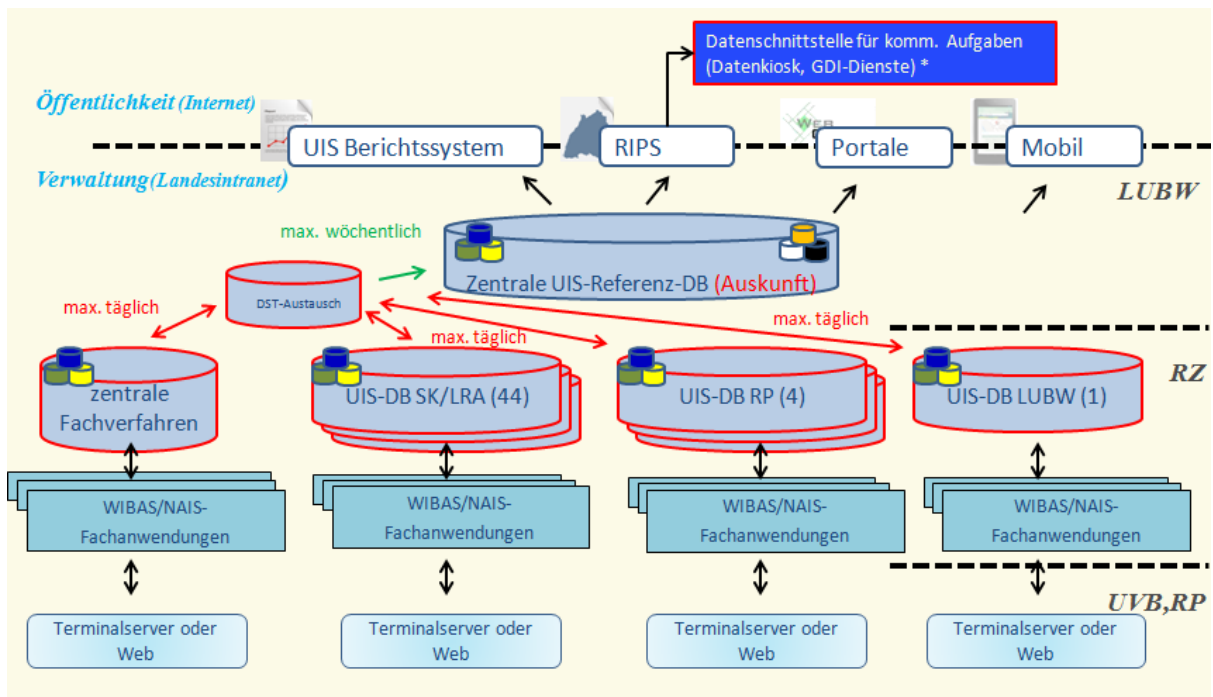 Datenschnittstelle für komm. Aufgaben
(Datenkiosk, GDI-Dienste) *
Öffentlichkeit (Internet)
WEB
UIS Berichtssystem
RIPS
Portale
Mobil
Verwaltung (Landesintranet)
LUBW
max. wöchentlich
Zentrale UIS-Referenz-DB (Auskunft)
DST-Austausch
max. täglich
max. täglich
max. täglich
RZ
zentrale
Fachverfahren
UIS-DB SK/LRA (44)
UIS-DB RP (4)
UIS-DB LUBW (1)
WIBAS/NAIS-
Fachanwendungen
WIBAS/NAIS-
Fachanwendungen
WIBAS/NAIS-
Fachanwendungen
WIBAS/NAIS-
Fachanwendungen
UVB,RP
Terminalserver oder
Web
Terminalserver oder
Web
Terminalserver oder
Web
Terminalserver oder
Web